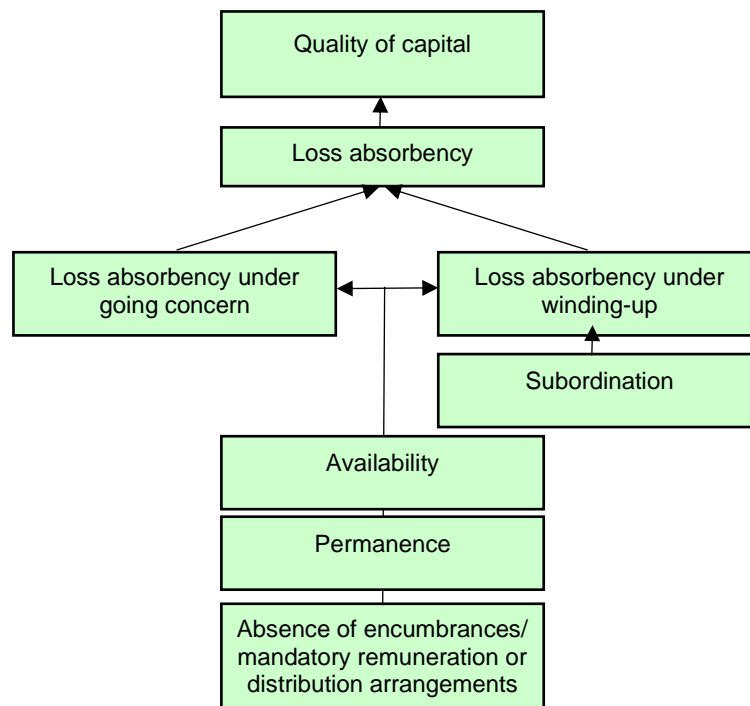 Quality of capital
Loss absorbency
Loss absorbency under
going concern
Loss absorbency under
winding-up
Subordination
Availability
Permanence
Absence of encumbrances/
mandatory remuneration or
distribution arrangements